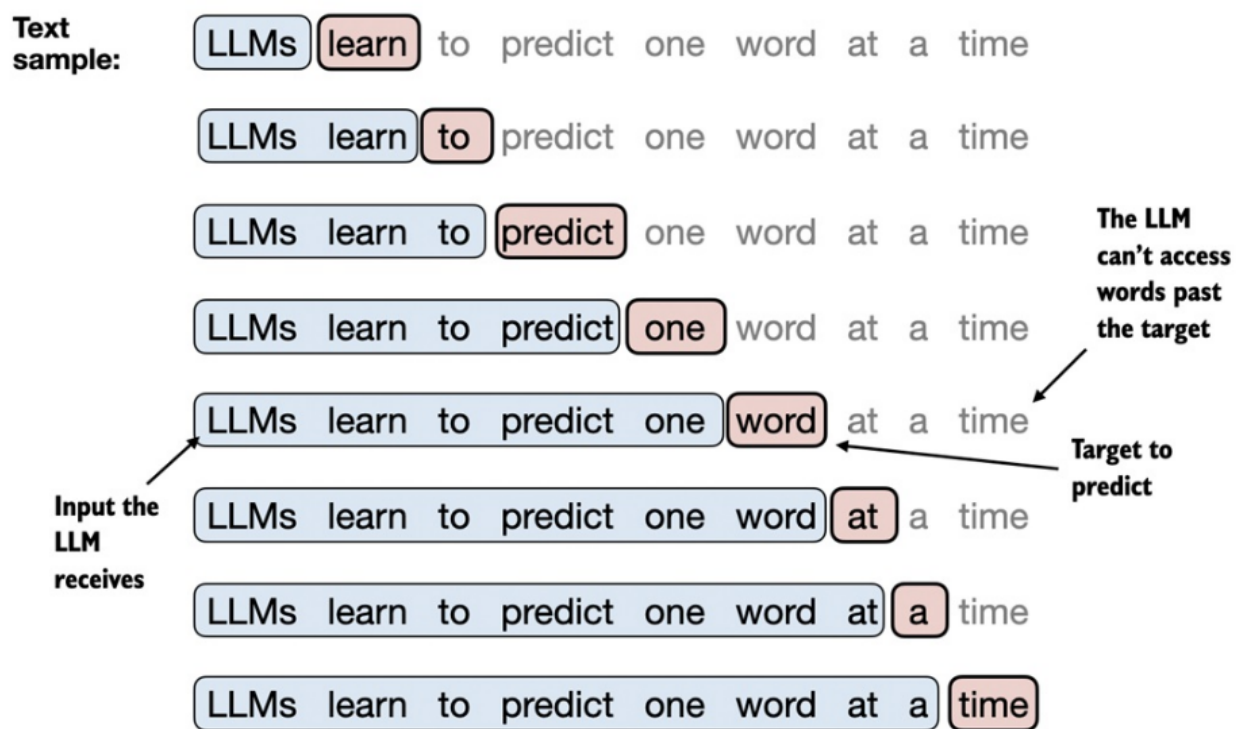 Text
sample:
LLMs learn to predict one word at a time
LLMs learn to predict one word at a time
LLMs learn to predict one word at a time
LLMs learn to predict one word at a time
LLMs learn to predict one word at a time
LLMs learn to predict one word at a time
LLMs learn to predict one word at a time
LLMs learn to predict one word at a time
The LLM
can't access
words past
the target
Target to
predict
Input the
LLM
receives